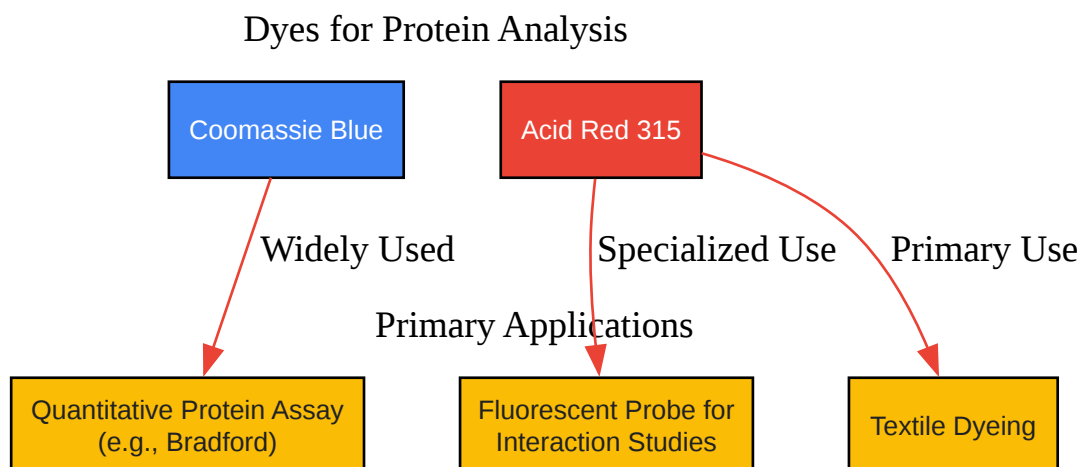 Dyes for Protein Analysis
Coomassie Blue
Acid Red 315
Widely Used
Specialized Use
Primary Use
Primary Applications
Quantitative Protein Assay
(e.g., Bradford)
Fluorescent Probe for
Interaction Studies
Textile Dyeing